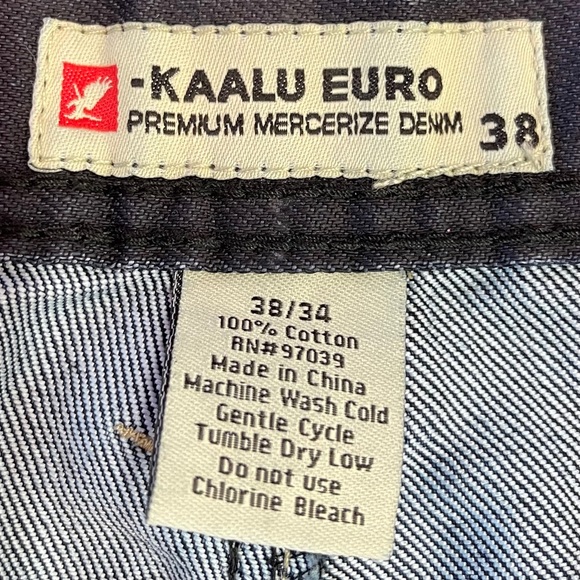 -KAALU EURO
PREMIUM MERCERIZE DENIM 38
38/34
100% Cotton
RN#97039
Made in China
Machine Wash Cold
Gentle Cycle
Tumble Dry Low
Do not use
Chlorine Bleach